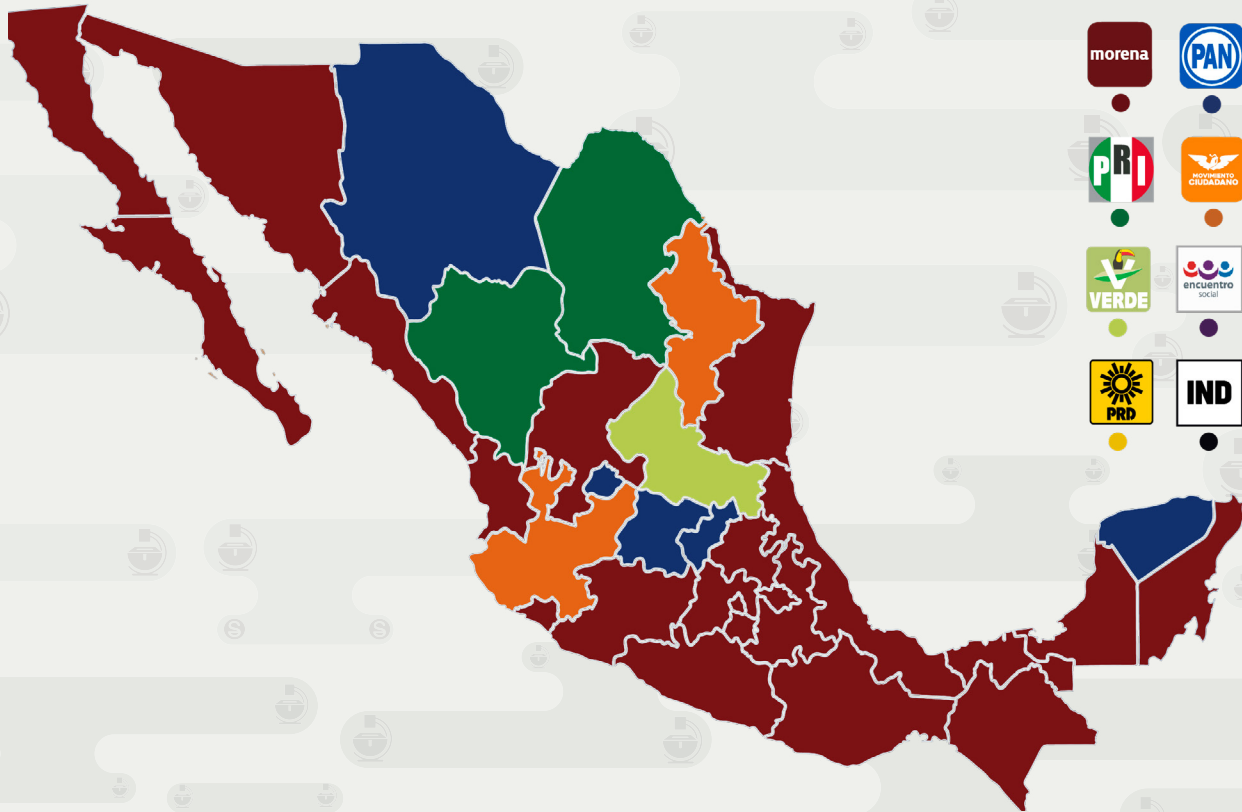 morena
PAN
PRI
MOVIMIENTO
CIUDADANO
VERDE
encuentro
social
PRD
IND
S
S